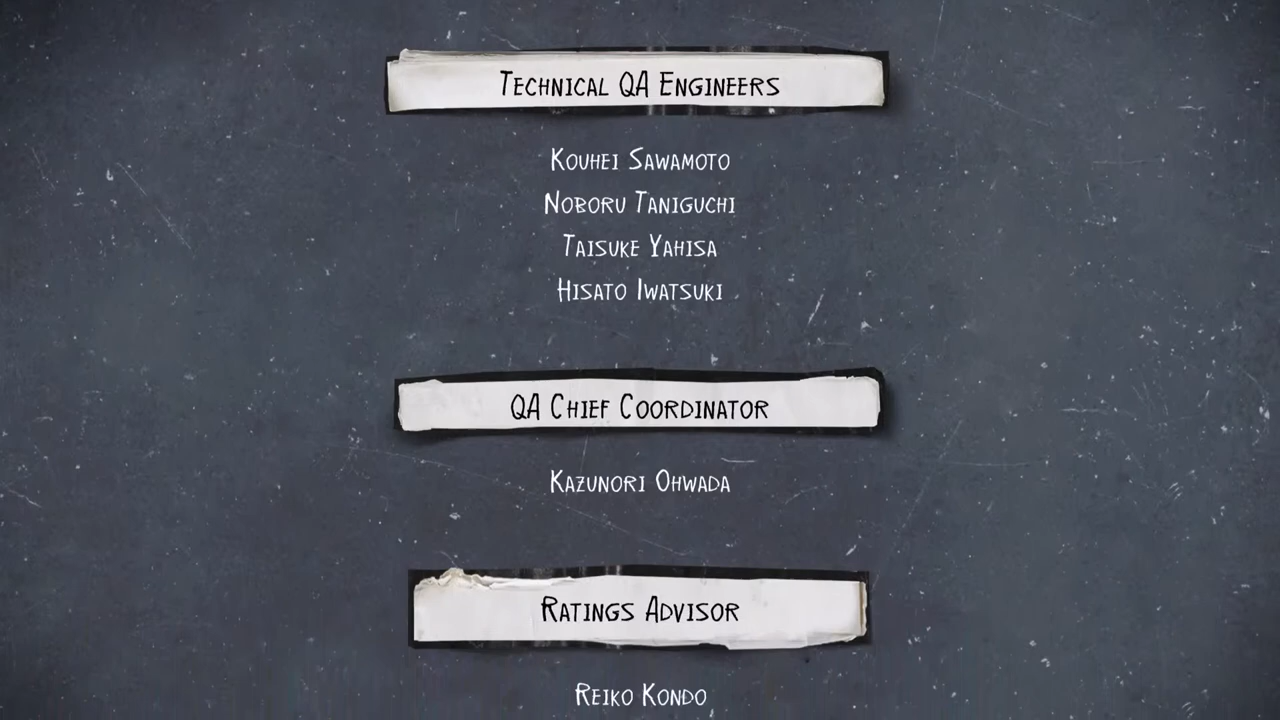 Technical QA Engineers
Kouhei Sawamoto
Noboru Taniguchi
Taisuke Yahisa
Hisato Iwatsuki
QA Chief Coordinator
Kazunori Ohwada
Ratings Advisor
Reiko Kondo